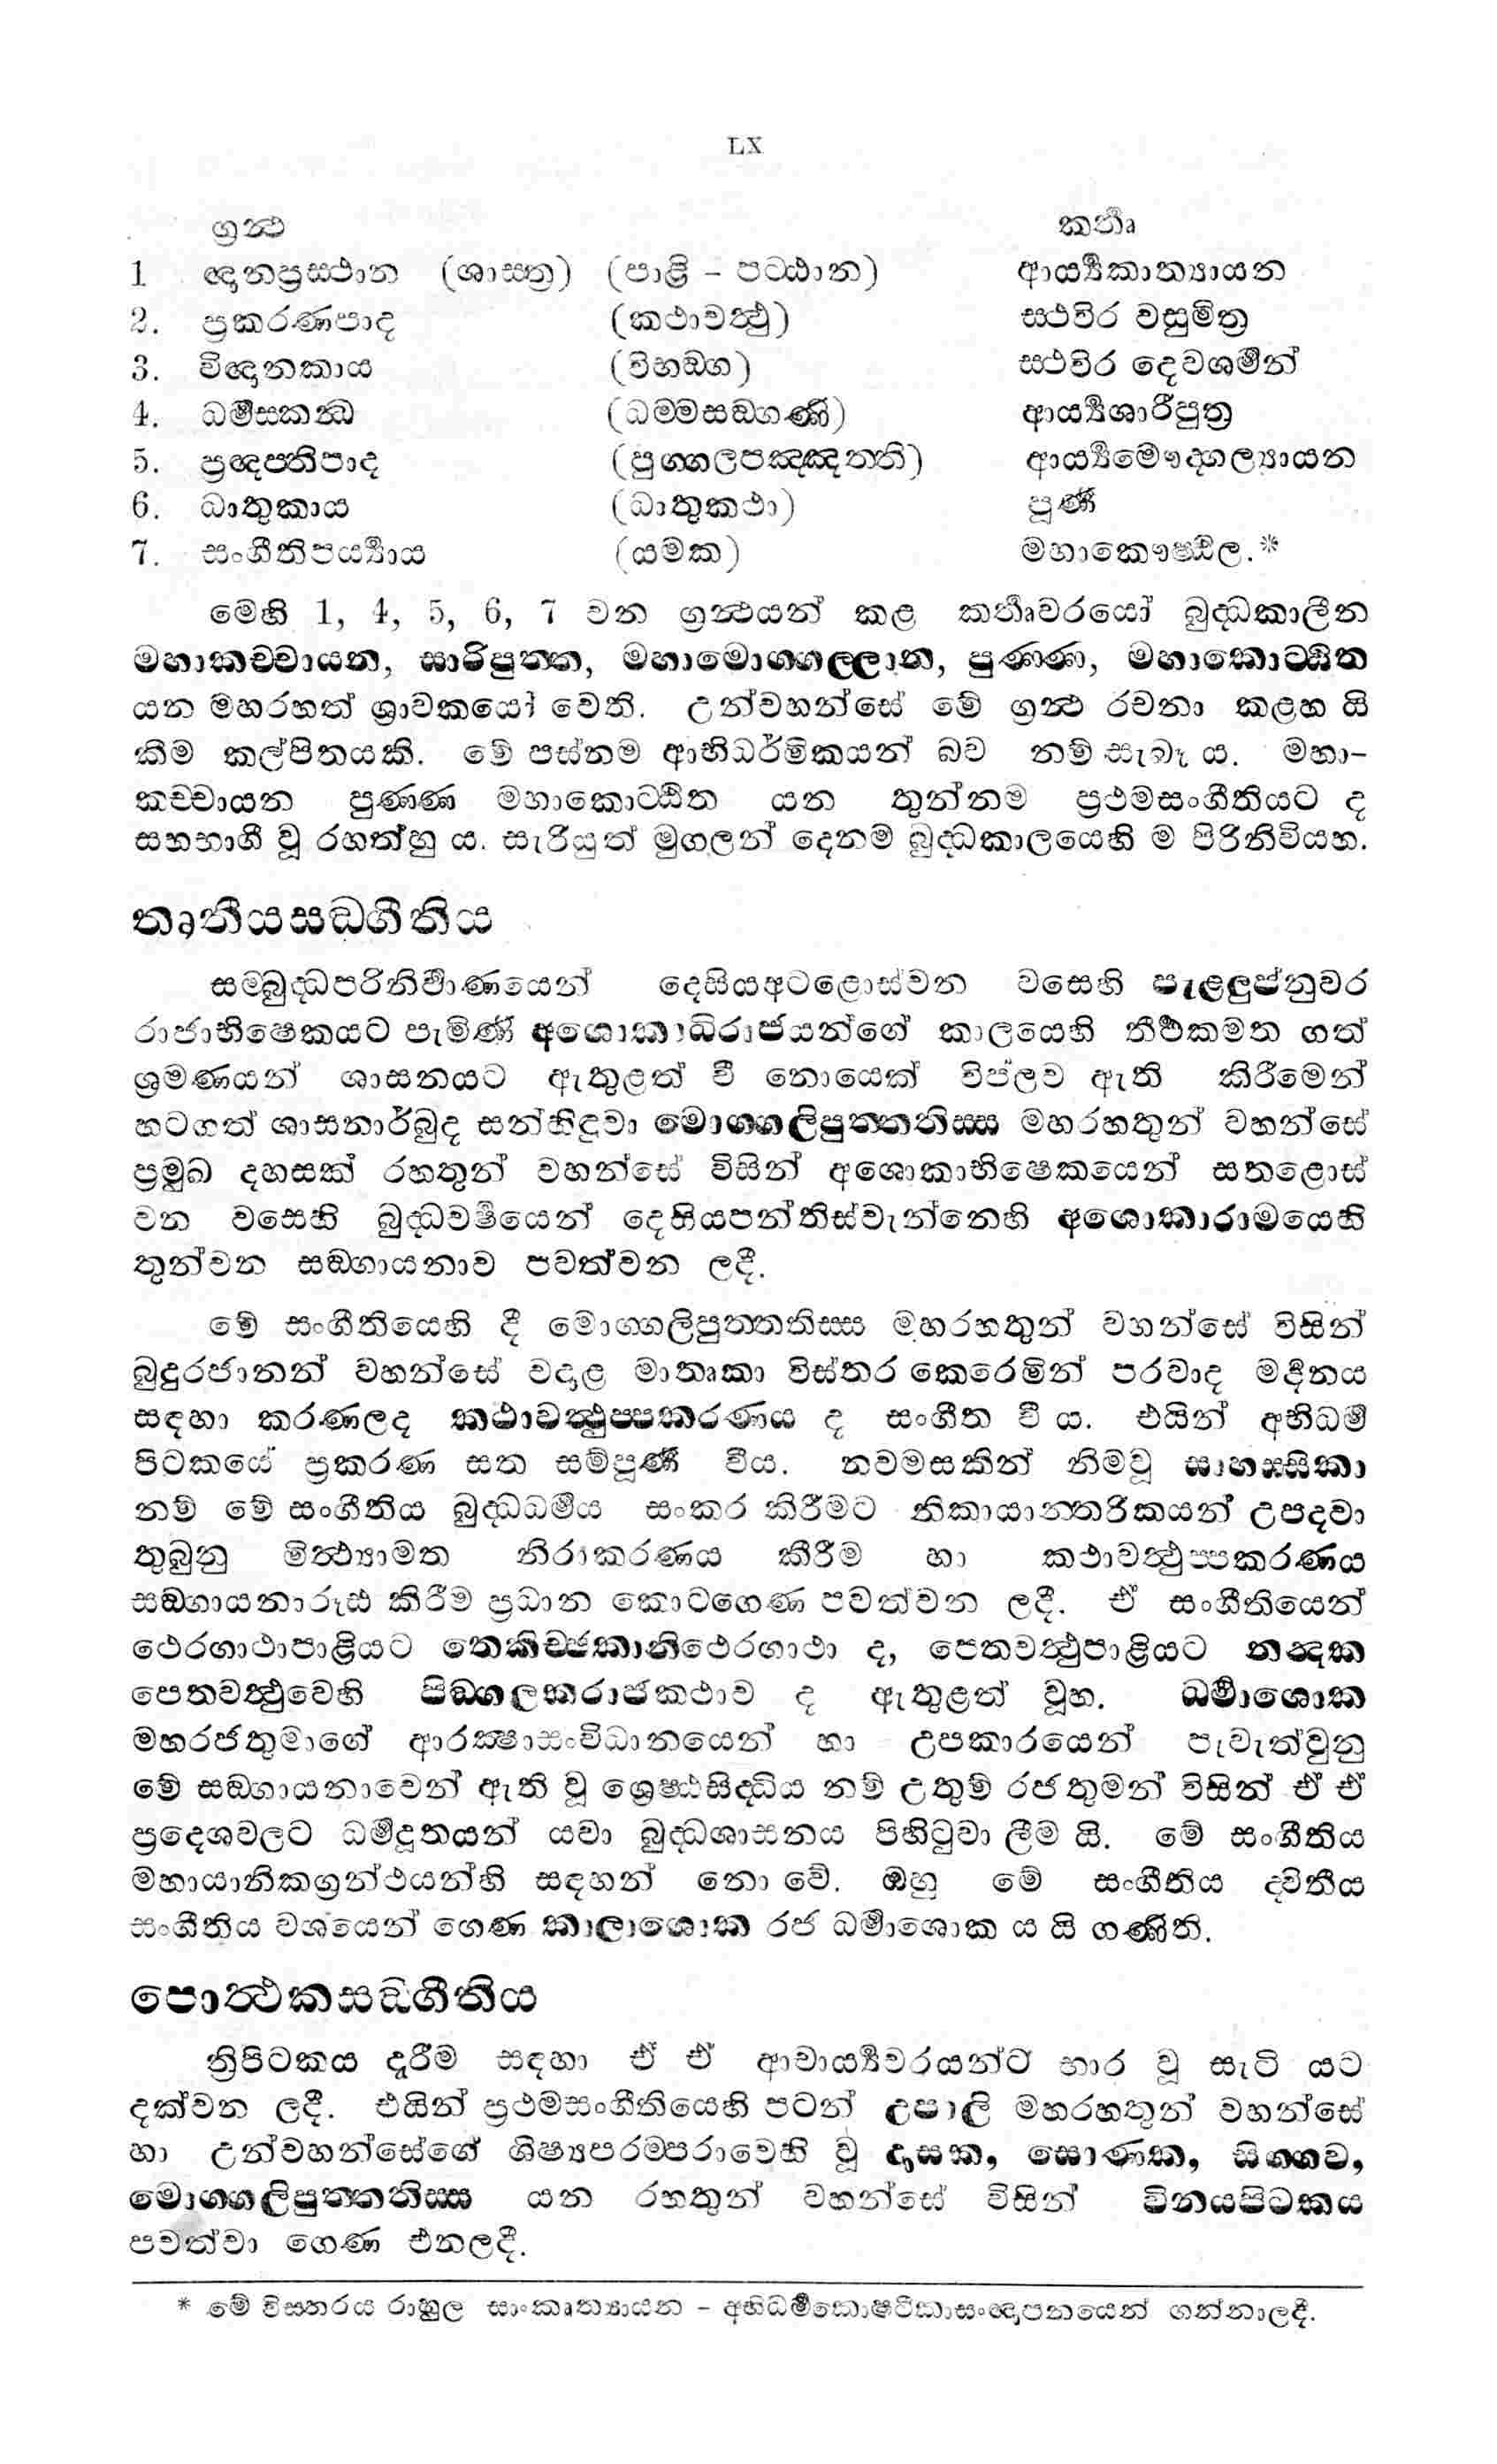 LX
ග්‍රන්‍ථ කර්‍තෘ
1 ඥානප්‍රස්‍ථාන (ශාස්ත්‍ර) (පාළි – පට්ඨාන) ආර්‍ය්‍යකාත්‍යායන
2. ප්‍රකරණපාද (කථාවත්‍ථු) ස්‍ථවිර වසුමිත්‍ර
3. විඥානකාය (විභඞ්ග) ස්‍ථවිර දෙවශර්‍මන්
4. ධර්‍මස්කන්‍ධ (ධම්මසඞ්ගණී) ආර්‍ය්‍යශාරීපුත්‍ර
5. ප්‍රඥප්තිපාද (පුග්ගලපඤ්ඤත්ති) ආර්‍ය්‍යමෞද්ගල්‍යායන
6. ධාතුකාය (ධාතුකථා) පූර්‍ණ
7. සංගීතිපර්‍ය්‍යාය (යමක) මහාකෞෂ්ඨිල.*
මෙහි 1, 4, 5, 6, 7 වන ග්‍රන්‍ථයන් කළ කර්‍තෘවරයෝ බුද්‍ධකාලීන
මහාකච්චායන, සාරිපුත්ත, මහාමොග්ගල්ලාන, පුණ්ණ, මහාකොට්ඨිත
යන මහරහත් ශ්‍රාවකයෝ වෙති. උන්වහන්සේ මේ ග්‍රන්‍ථ රචනා කළහ යි
කීම කල්පිතයකි. මේ පස්නම ආභිධර්මිකයන් බව නම් සැබෑ ය. මහා-
කච්චායන පුණ්ණ මහාකොට්ඨිත යන තුන්නම ප්‍රථමසංගීතියට ද
සහභාගී වූ රහත්හු ය. සැරියුත් මුගලන් දෙනම බුද්‍ධකාලයෙහි ම පිරිනිවියහ.
තෘතීයසඞ්ගීතිය
සම්බුද්‍ධපරිනිර්‍වාණයෙන් දෙසියඅටළොස්වන වසෙහි පැළලුප්නුවර
රාජාභිෂෙකයට පැමිණි අශොකාධිරාජයන්ගේ කාලයෙහි තීර්‍ථකමත ගත්
ශ්‍රමණයන් ශාසනයට ඇතුළත් වී නොයෙක් විප්ලව ඇති කිරීමෙන්
හටගත් ශාසනාර්බුද සන්හිඳුවා මොග්ගලිපුත්තතිස්ස මහරහතුන් වහන්සේ
ප්‍රමුඛ දහසක් රහතුන් වහන්සේ විසින් අශොකාභිෂෙකයෙන් සතළොස්
වන වසෙහි බුද්‍ධවර්‍ෂයෙන් දෙසියපන්තිස්වැන්නෙහි අශොකාරාමයෙහි
තුන්වන සඞ්ගායනාව පවත්වන ලදී.
මේ සංගීතියෙහි දී මොග්ගලිපුත්තතිස්ස මහරහතුන් වහන්සේ විසින්
බුදුරජානන් වහන්සේ වදාළ මාතෘකා විස්තර කෙරෙමින් පරවාද මර්‍දනය
සඳහා කරණලද කථාවත්‍ථුප්පකරණය ද සංගීත වී ය. එයින් අභිධර්‍ම
පිටකයේ ප්‍රකරණ සත සම්පූර්‍ණ වීය. නවමසකින් නිමවූ සාහස්සිකා
නම් මේ සංගීතිය බුද්‍ධධර්‍මය සංකර කිරීමට නිකායාන්තරිකයන් උපදවා
තුබුනු මිත්‍ථ්‍යාමත නිරාකරණය කිරීම හා කථාවත්‍ථුප්පකරණය
සඞ්ගායනාරූඪ කිරීම ප්‍රධාන කොටගෙණ පවත්වන ලදී. ඒ සංගීතියෙන්
ථෙරගාථාපාළියට තෙකිච්ඡකානිථෙරගාථා ද, පෙතවත්‍ථුපාළියට නන්‍දක
පෙතවත්‍ථුවෙහි පිඞ්ගලකරාජකථාව ද ඇතුළත් වූහ. ධර්‍මාශොක
මහරජතුමාගේ ආරක්‍ෂාසංවිධානයෙන් හා උපකාරයෙන් පැවැත්වුනු
මේ සඞ්ගායනාවෙන් ඇති වූ ශ්‍රෙෂ්ඨසිද්‍ධිය නම් උතුම් රජතුමන් විසින් ඒ ඒ
ප්‍රදෙශවලට ධර්‍මදූතයන් යවා බුද්‍ධශාසනය පිහිටුවා ලීම යි. මේ සංගීතිය
මහායානිකග්‍රන්ථයන්හි සඳහන් නො වේ. ඔහු මේ සංගීතිය ද්විතීය
සංගීතිය වශයෙන් ගෙණ කාලාශොක රජ ධර්‍මාශොක ය යි ගණිති.
පොත්‍ථකසඞ්ගීතිය
ත්‍රිපිටකය දැරීම සඳහා ඒ ඒ ආචාර්‍ය්‍යවරයන්ට භාර වූ සැටි යට
දක්වන ලදී. එයින් ප්‍රථමසංගීතියෙහි පටන් උපාලි මහරහතුන් වහන්සේ
හා උන්වහන්සේගේ ශිෂ්‍යපරම්පරාවෙහි වූ දාසක, සොණක, සිග්ගව,
මොග්ගලිපුත්තතිස්ස යන රහතුන් වහන්සේ විසින් විනයපිටකය
පවත්වා ගෙණ එනලදී.
* මේ විස්තරය රාහුල සාංකෘත්‍යායන – අභිධර්‍මකොෂටීකාසංඥාපනයෙන් ගන්නාලදී.